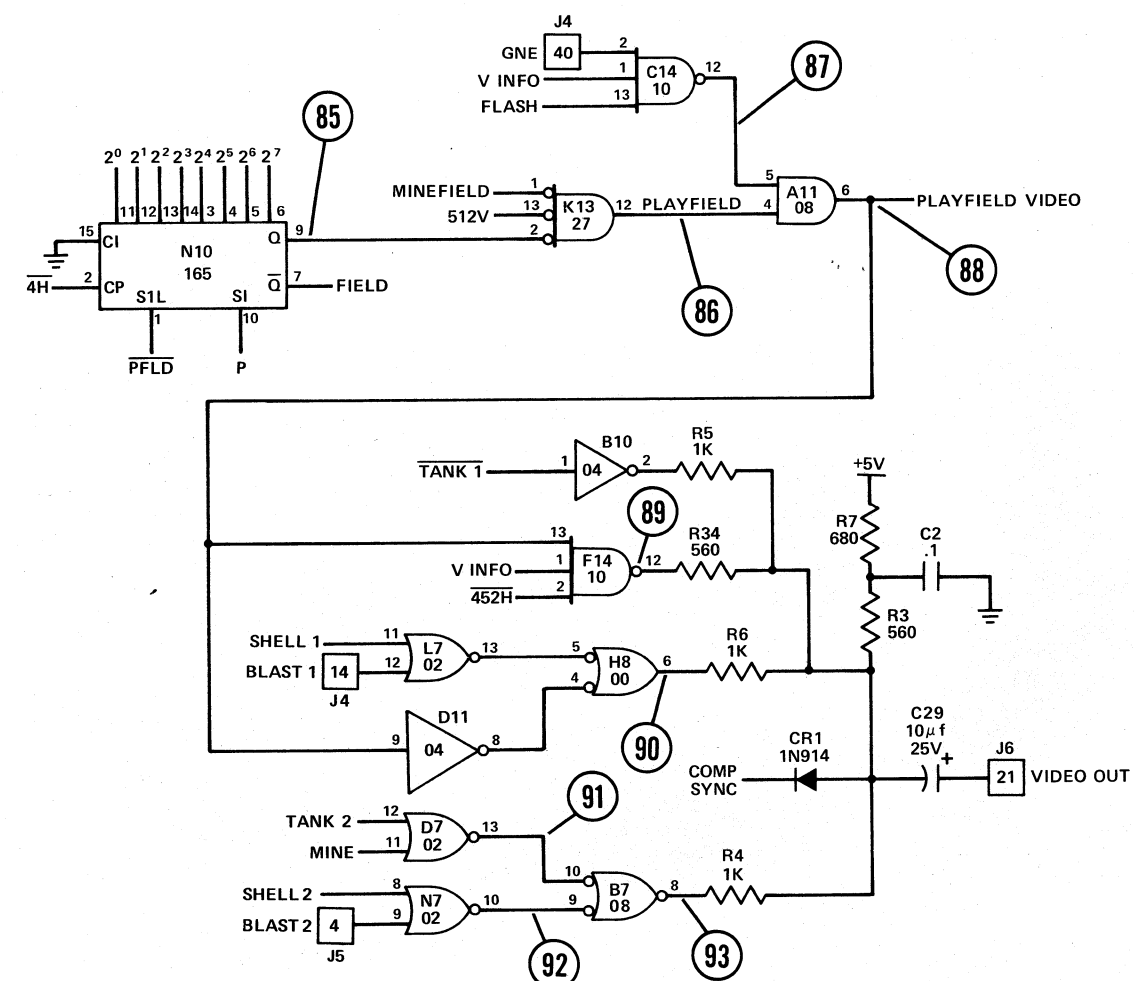 J4
GNE 40 2
V INFO 1 C14 10 12
FLASH 13
87
85
2⁰ 2¹ 2² 2³ 2⁴ 2⁵ 2⁶ 2⁷
11 12 13 14 3 4 5 6
15 CI N10 165 Q 9
4H 2 CP Q 7 FIELD
S1L SI
1 10
PFLD P
MINEFIELD 1
512V 13 K13 27 12 PLAYFIELD
2
86
5 A11 08 6 PLAYFIELD VIDEO
4
88
B10
TANK 1 1 04 2
R5
1K
89
13
V INFO 1 F14 10 12
452H 2
R34
560
+5V
R7
680
C2
.1
R3
560
SHELL 1 11 L7 02 13
BLAST 1 14 12
J4
5 H8 00 6
4
R6
1K
D11
9 04 8
90
COMP
SYNC
CR1
1N914
C29
10µf
25V +
J6
21 VIDEO OUT
91
TANK 2 12 D7 02 13
MINE 11
SHELL 2 8 N7 02 10
BLAST 2 4 9
J5
10 B7 08 8
9
R4
1K
92
93